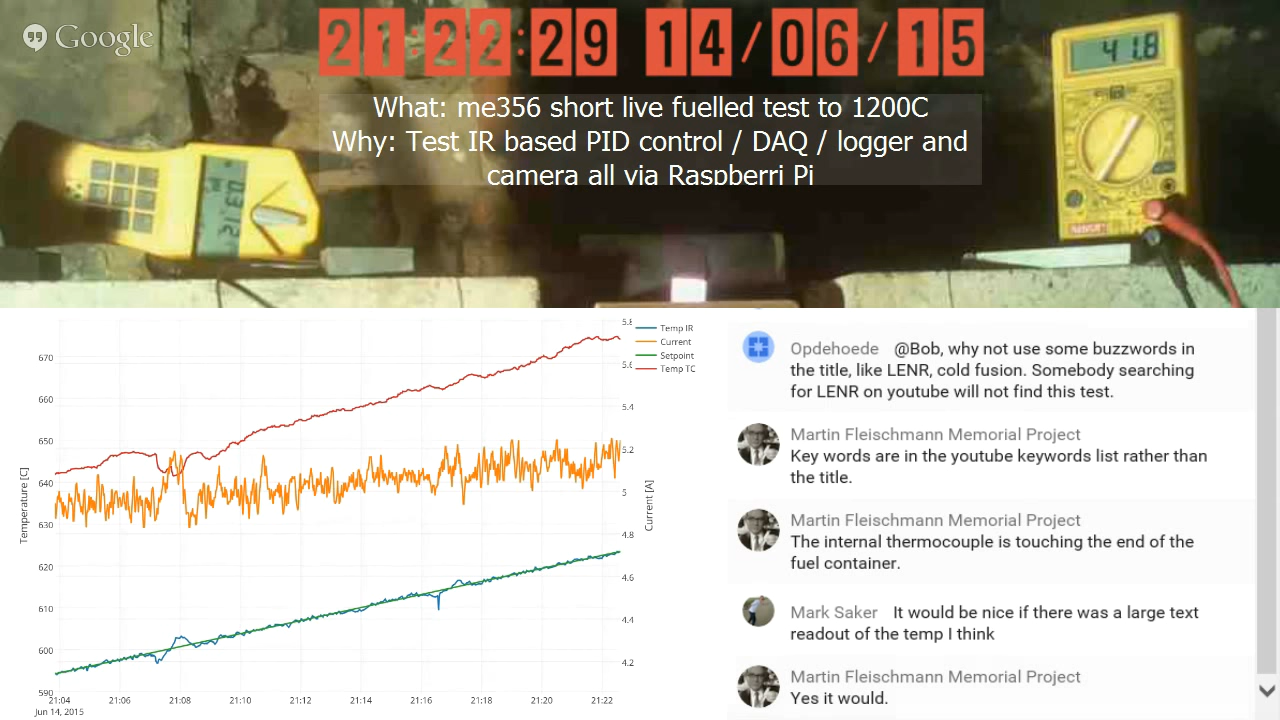 Google
21:22:29 14/06/15
What: me356 short live fuelled test to 1200C
Why: Test IR based PID control / DAQ / logger and
camera all via Raspberri Pi
41.8
Temp IR
Current
Setpoint
Temp TC
Temperature [C]
670
660
650
640
630
620
610
600
590
5.4
5.2
5
4.8
4.6
4.4
4.2
Current [A]
21:04
21:06
21:08
21:10
21:12
21:14
21:16
21:18
21:20
21:22
Jun 14, 2015
Opdehoede @Bob, why not use some buzzwords in
the title, like LENR, cold fusion. Somebody searching
for LENR on youtube will not find this test.
Martin Fleischmann Memorial Project
Key words are in the youtube keywords list rather than
the title.
Martin Fleischmann Memorial Project
The internal thermocouple is touching the end of the
fuel container.
Mark Saker It would be nice if there was a large text
readout of the temp I think
Martin Fleischmann Memorial Project
Yes it would.